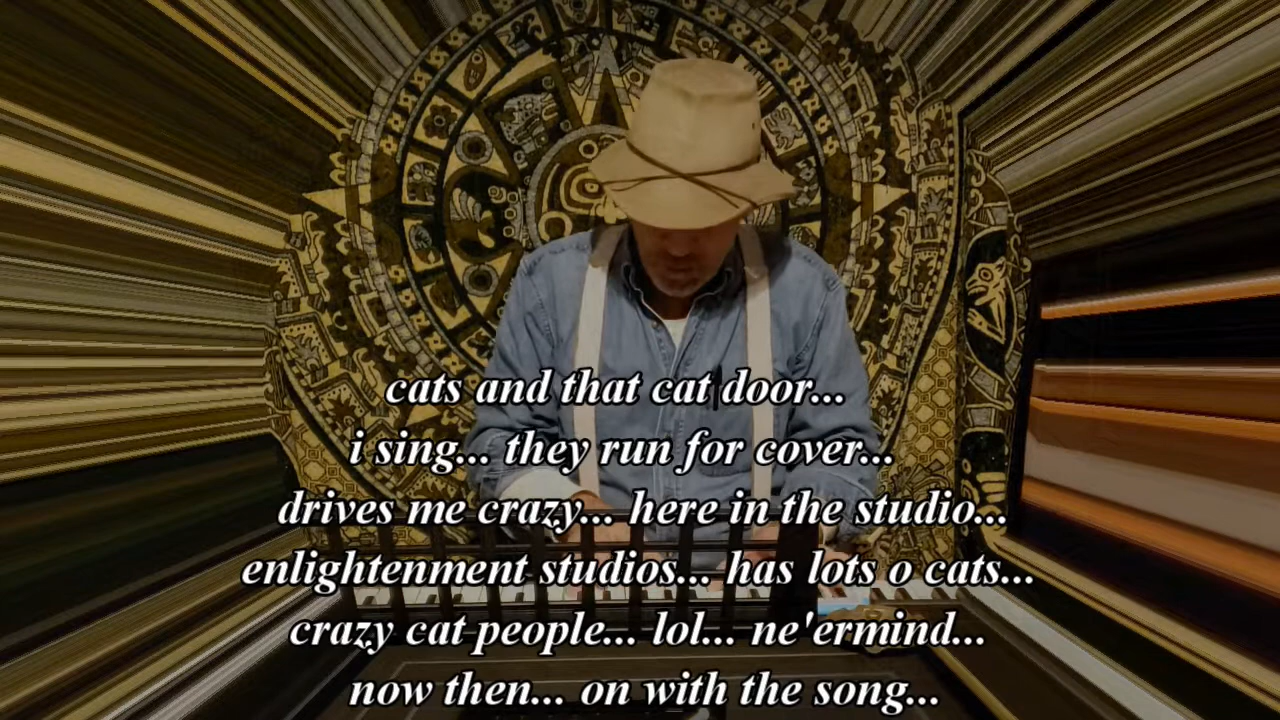 cats and that cat door...
i sing... they run for cover...
drives me crazy... here in the studio...
enlightenment studios... has lots o cats...
crazy cat people... lol... ne'ermind...
now then... on with the song...